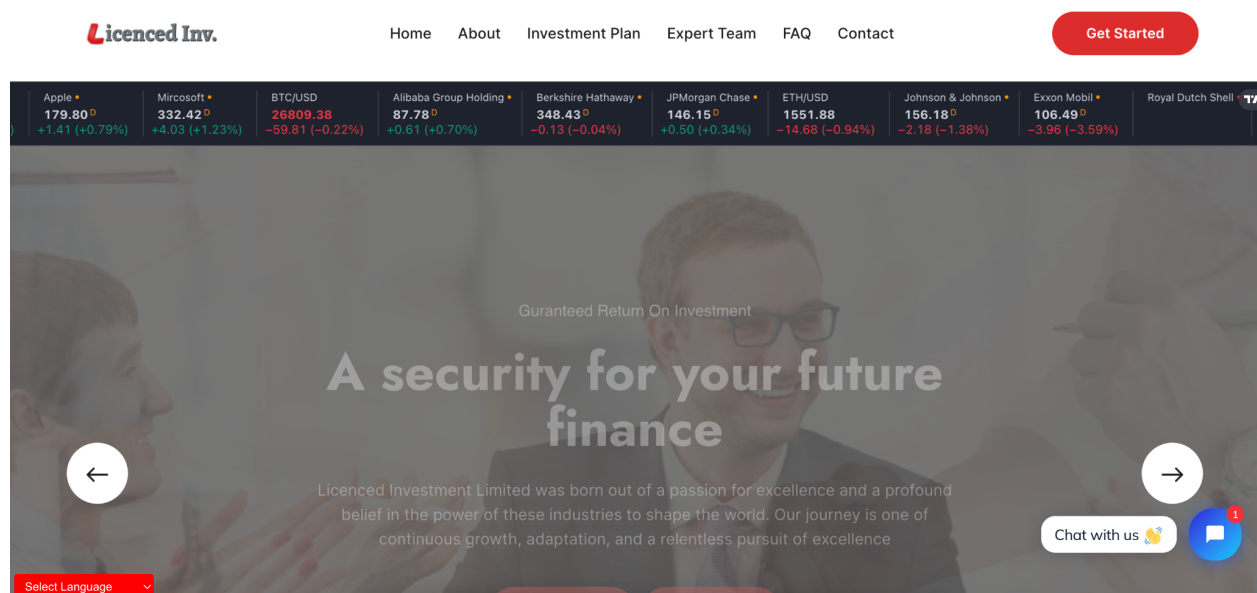 Licenced Inv.
Home About Investment Plan Expert Team FAQ Contact
Get Started
Apple Mircosoft BTC/USD Alibaba Group Holding Berkshire Hathaway JPMorgan Chase ETH/USD Johnson & Johnson Exxon Mobil Royal Dutch Shell
179.80 D 332.42 D 26809.38 87.78 D 348.43 D 146.15 D 1551.88 156.18 D 106.49 D
) +1.41 (+0.79%) +4.03 (+1.23%) −59.81 (−0.22%) +0.61 (+0.70%) −0.13 (−0.04%) +0.50 (+0.34%) −14.68 (−0.94%) −2.18 (−1.38%) −3.96 (−3.59%)
Guranteed Return On Investment
A security for your future
finance
Licenced Investment Limited was born out of a passion for excellence and a profound
belief in the power of these industries to shape the world. Our journey is one of
continuous growth, adaptation, and a relentless pursuit of excellence
Chat with us 👋
1
Select Language